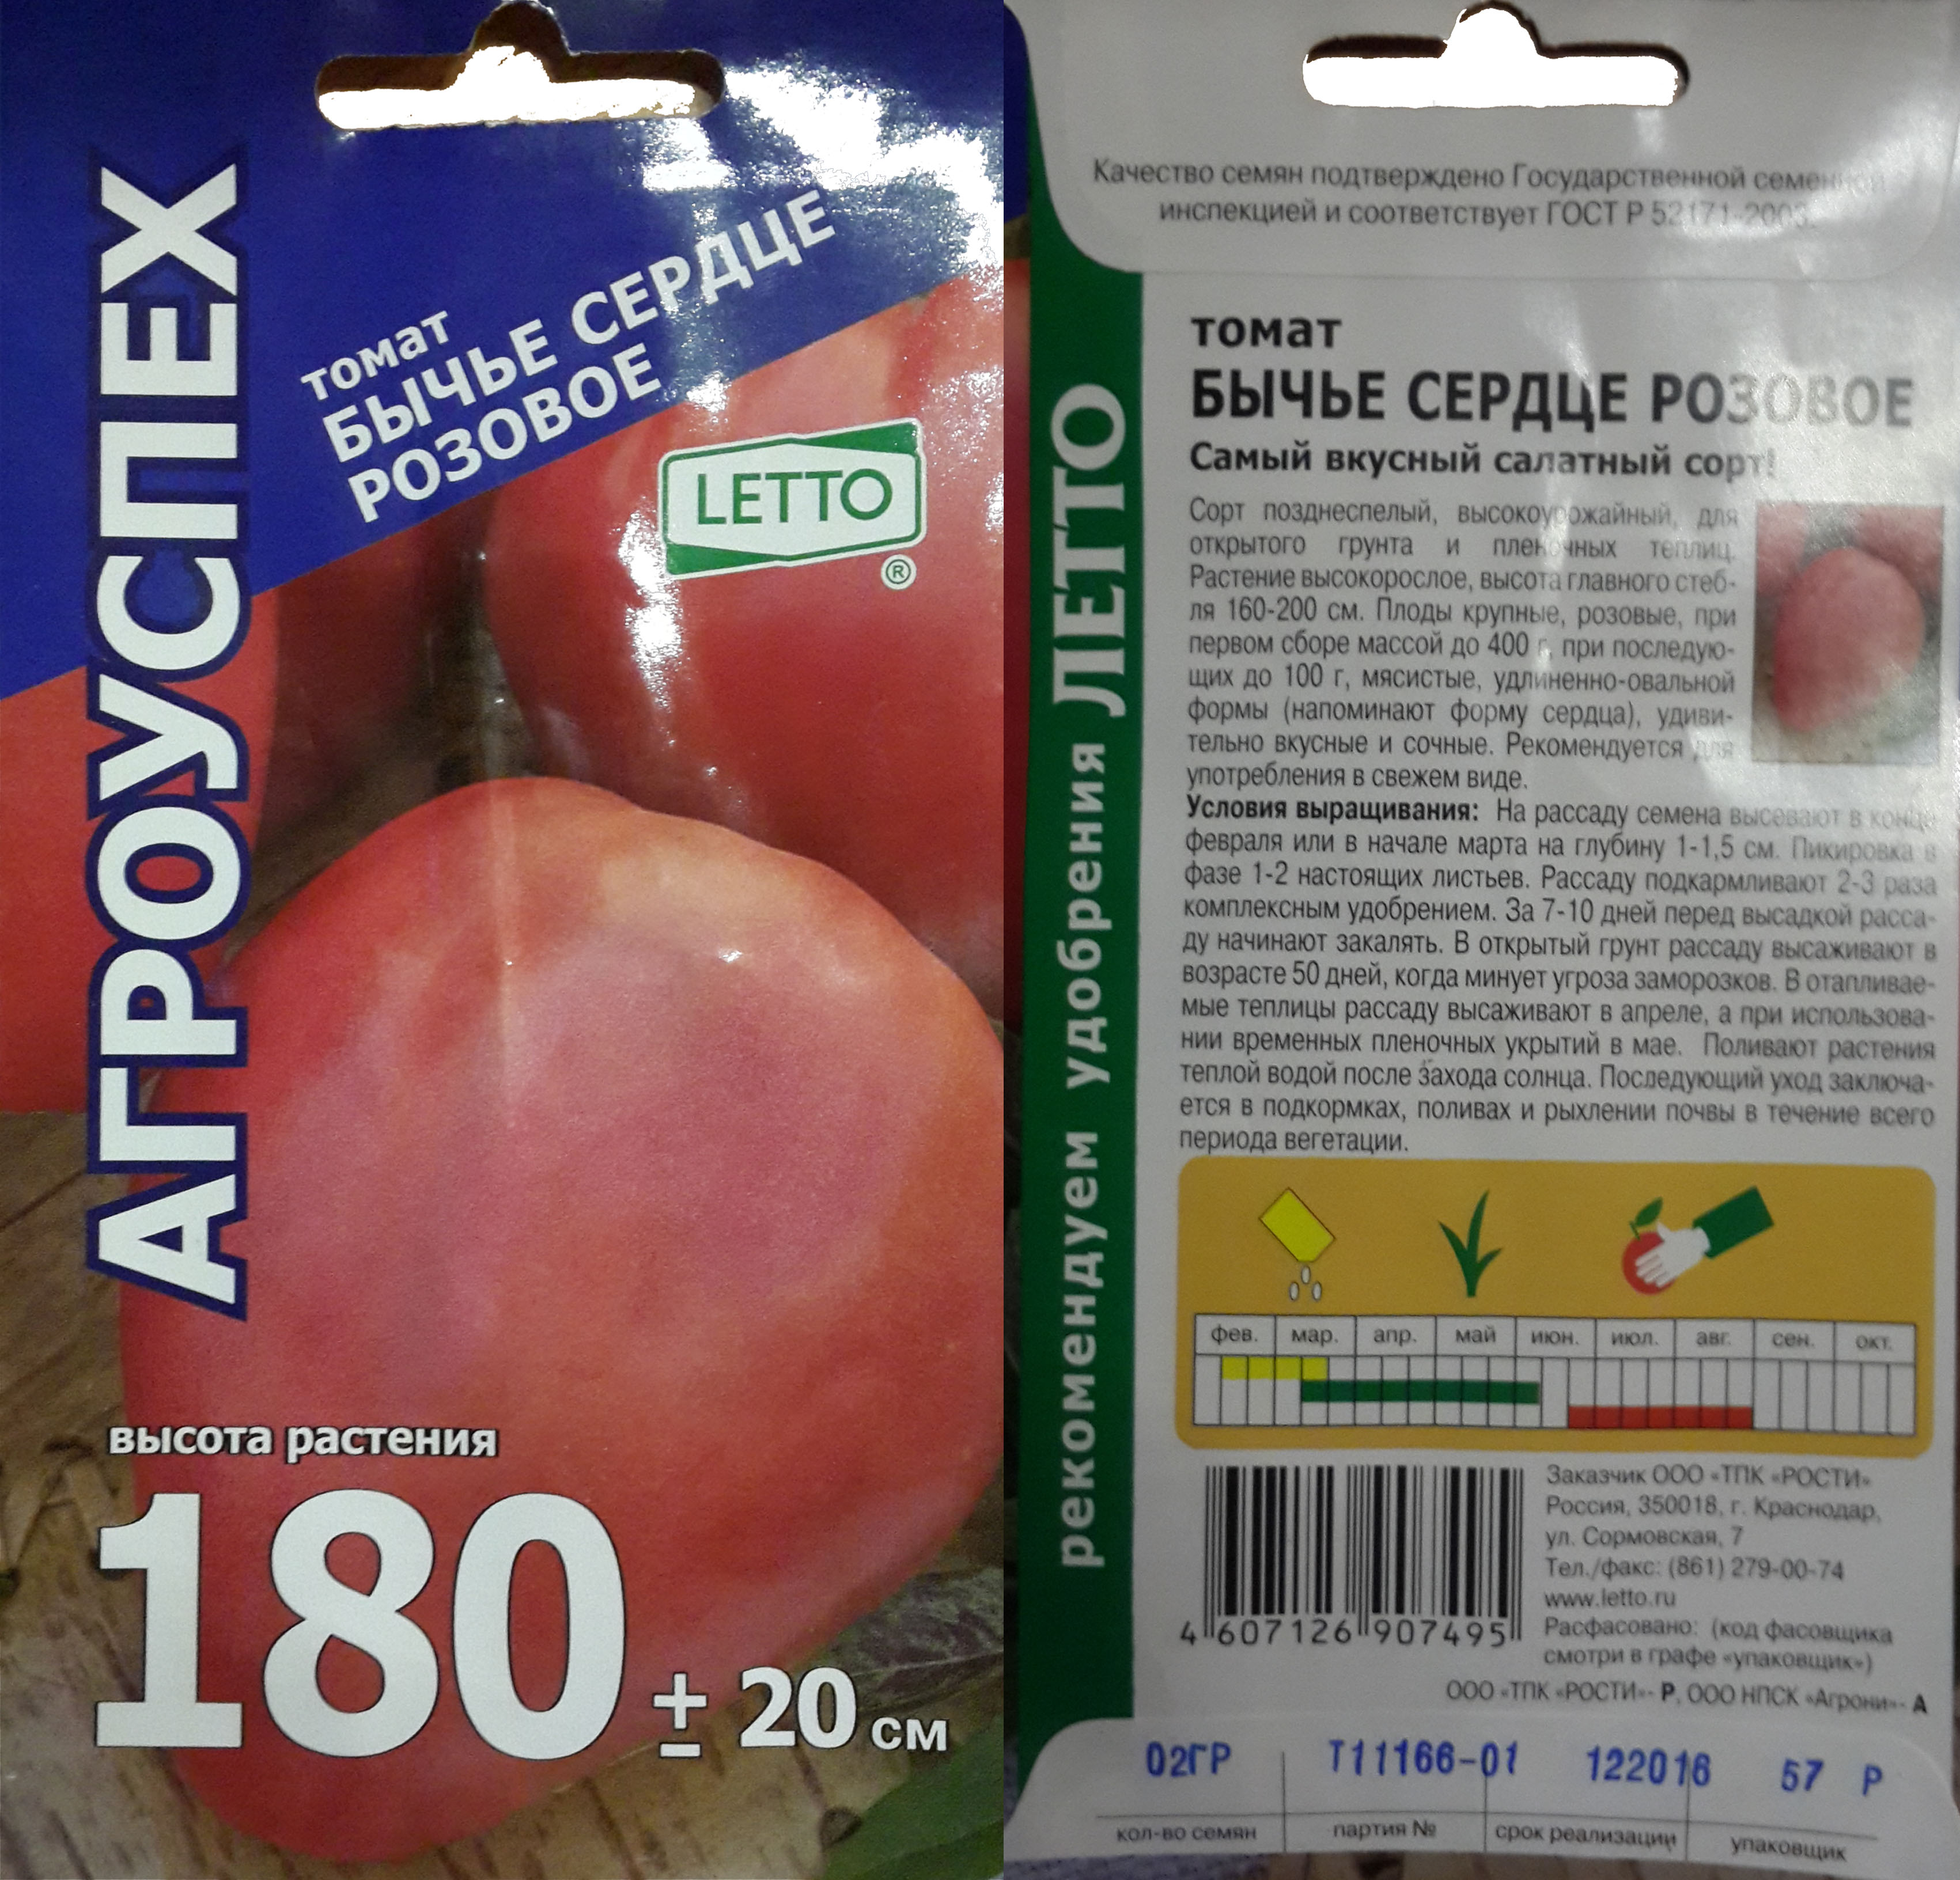 АГРОУСПЕХ
томат
БЫЧЬЕ СЕРДЦЕ
РОЗОВОЕ
LETTO
®
высота растения
180 ± 20 см
Качество семян подтверждено Государственной семенной
инспекцией и соответствует ГОСТ Р 52171-2003.
рекомендуем удобрения ЛЕТТО
томат
БЫЧЬЕ СЕРДЦЕ РОЗОВОЕ
Самый вкусный салатный сорт!
Сорт позднеспелый, высокоурожайный, для
открытого грунта и пленочных теплиц.
Растение высокорослое, высота главного стеб-
ля 160-200 см. Плоды крупные, розовые, при
первом сборе массой до 400 г, при последую-
щих до 100 г, мясистые, удлиненно-овальной
формы (напоминают форму сердца), удиви-
тельно вкусные и сочные. Рекомендуется для
употребления в свежем виде.
Условия выращивания: На рассаду семена высевают в конце
февраля или в начале марта на глубину 1-1,5 см. Пикировка в
фазе 1-2 настоящих листьев. Рассаду подкармливают 2-3 раза
комплексным удобрением. За 7-10 дней перед высадкой расса-
ду начинают закалять. В открытый грунт рассаду высаживают в
возрасте 50 дней, когда минует угроза заморозков. В отапливае-
мые теплицы рассаду высаживают в апреле, а при использова-
нии временных пленочных укрытий в мае. Поливают растения
теплой водой после захода солнца. Последующий уход заключа-
ется в подкормках, поливах и рыхлении почвы в течение всего
периода вегетации.
фев. мар. апр. май июн. июл. авг. сен. окт.
4 607126 907495
Заказчик ООО «ТПК «РОСТИ»
Россия, 350018, г. Краснодар,
ул. Сормовская, 7
Тел./факс: (861) 279-00-74
www.letto.ru
Расфасовано: (код фасовщика
смотри в графе «упаковщик»)
ООО «ТПК «РОСТИ»- Р, ООО НПСК «Агрони»- А
02ГР Т11166-01 122016 57 Р
кол-во семян партия № срок реализации упаковщик